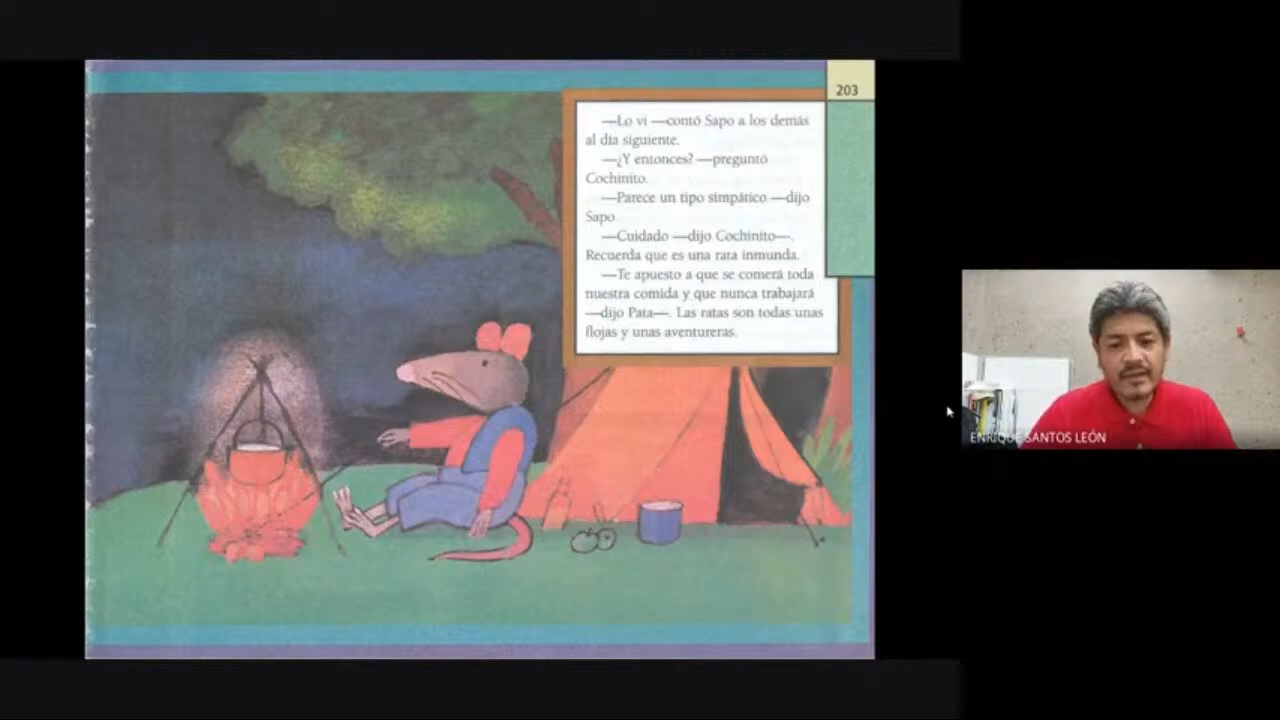 203
—Lo vi —contó Sapo a los demás
al día siguiente.
—¿Y entonces? —preguntó
Cochinito.
—Parece un tipo simpático —dijo
Sapo.
—Cuidado —dijo Cochinito—.
Recuerda que es una rata inmunda.
—Te apuesto a que se comerá toda
nuestra comida y que nunca trabajará
—dijo Pata—. Las ratas son todas unas
flojas y unas aventureras.
ENRIQUE SANTOS LEÓN